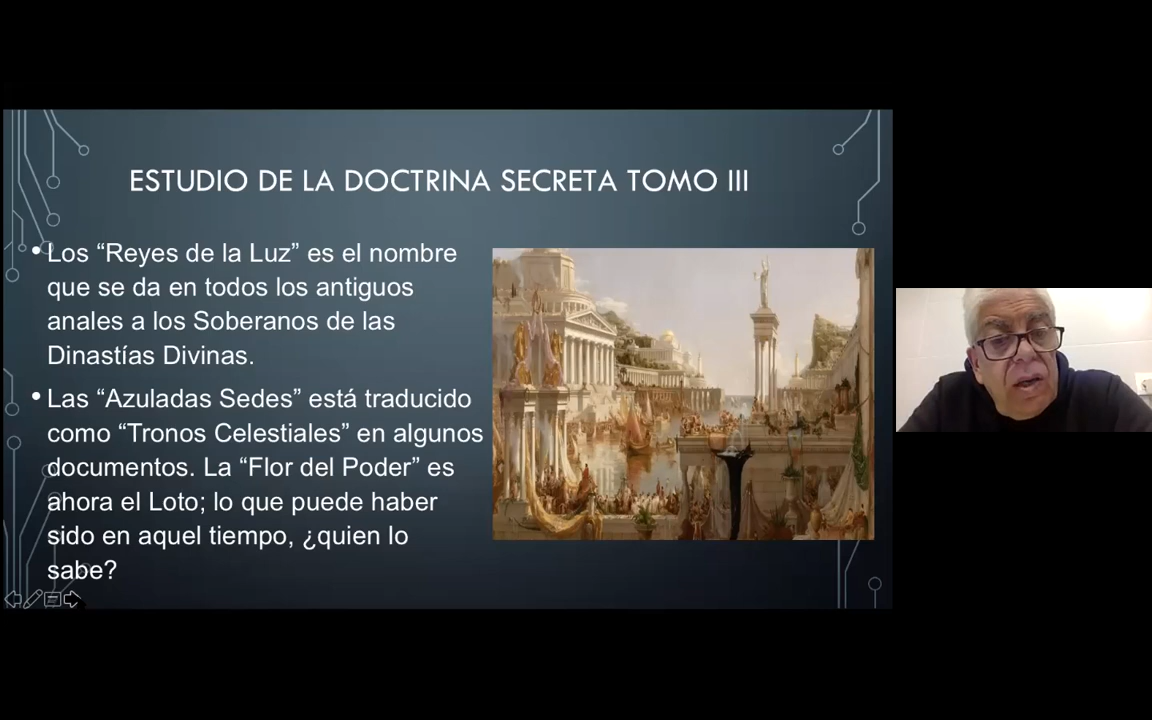 ESTUDIO DE LA DOCTRINA SECRETA TOMO III
• Los “Reyes de la Luz” es el nombre
que se da en todos los antiguos
anales a los Soberanos de las
Dinastías Divinas.
• Las “Azuladas Sedes” está traducido
como “Tronos Celestiales” en algunos
documentos. La “Flor del Poder” es
ahora el Loto; lo que puede haber
sido en aquel tiempo, ¿quien lo
sabe?